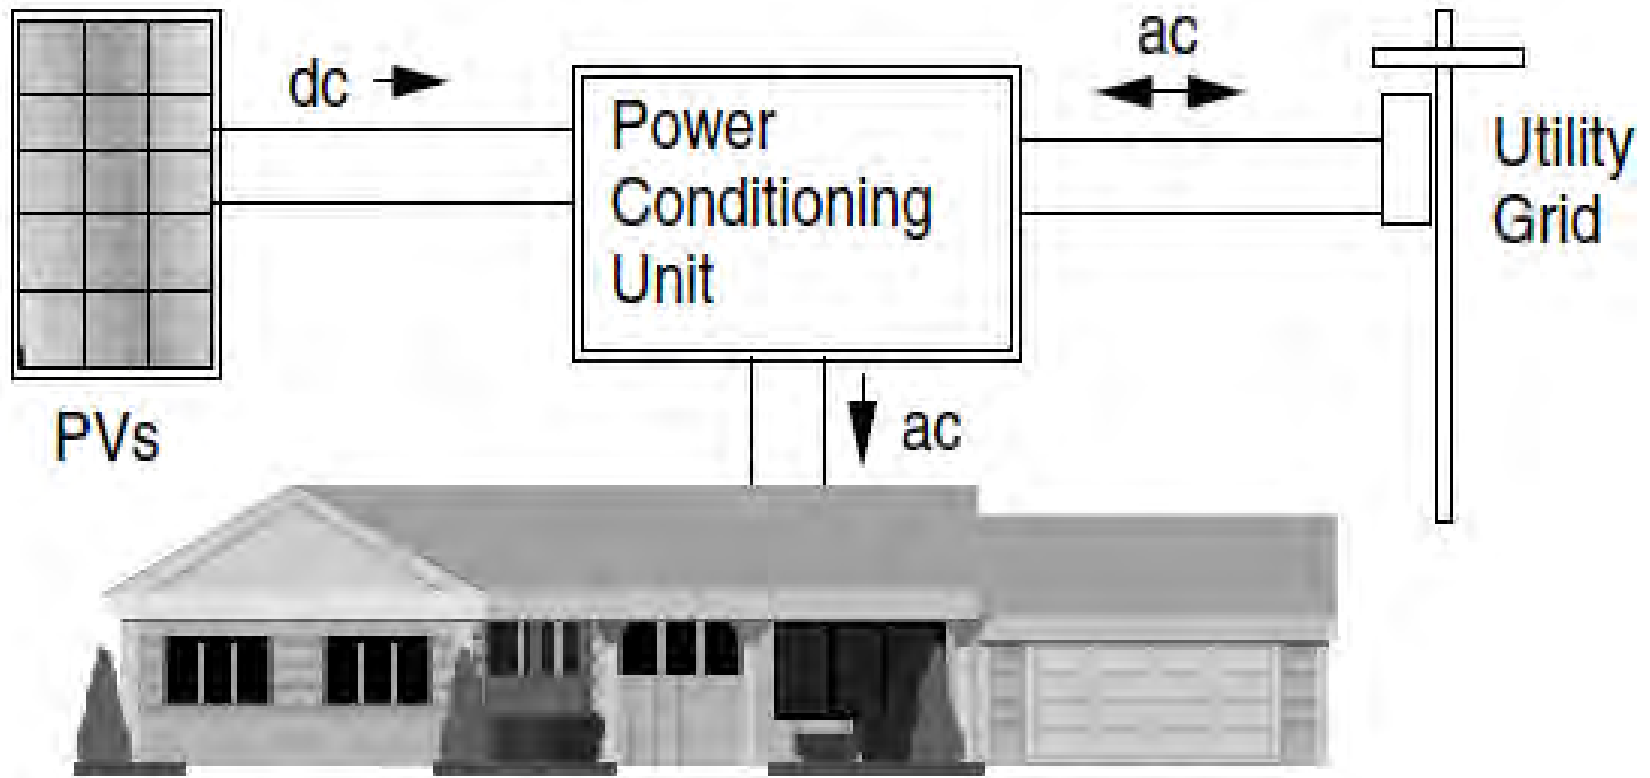 dc
ac
Power
Conditioning
Unit
Utility
Grid
PVs
ac